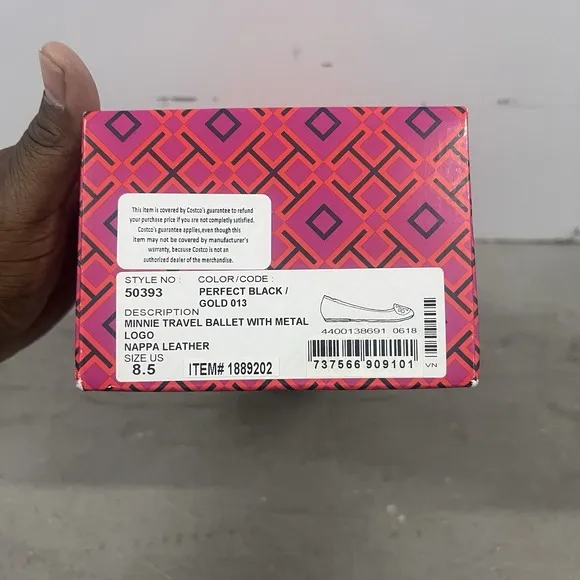 This item is covered by Costco's guarantee to refund
your purchase price if you are not completly satisfied.
Costco's guarantee applies,even though this
item may not be covered by manufacturer's
warranty, because Costco is not an
authorized dealer of the merchandise.
STYLE NO : COLOR/CODE :
50393 PERFECT BLACK /
GOLD 013
DESCRIPTION
MINNIE TRAVEL BALLET WITH METAL
LOGO
NAPPA LEATHER
SIZE US
8.5 ITEM# 1889202
4400138691 0618
737566 909101
VN